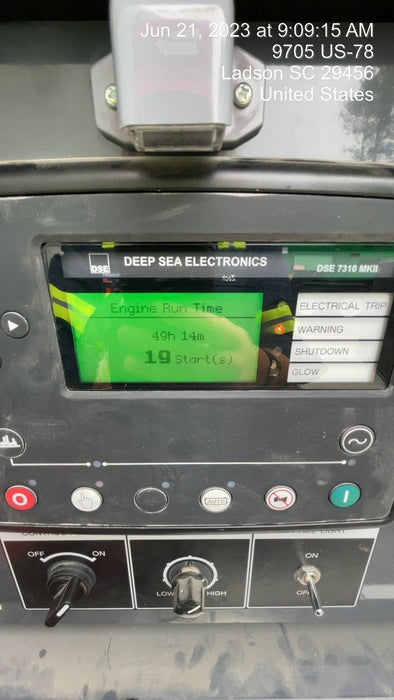 Jun 21, 2023 at 9:09:15 AM
9705 US-78
Ladson SC 29456
United States
DSE
DEEP SEA ELECTRONICS
DSE 7310 MKII
Engine Run Time
49h 14m
19 Start(s)
ELECTRICAL TRIP
WARNING
SHUTDOWN
GLOW
AUTO
OFF ON
LOW HIGH
ON
OFF